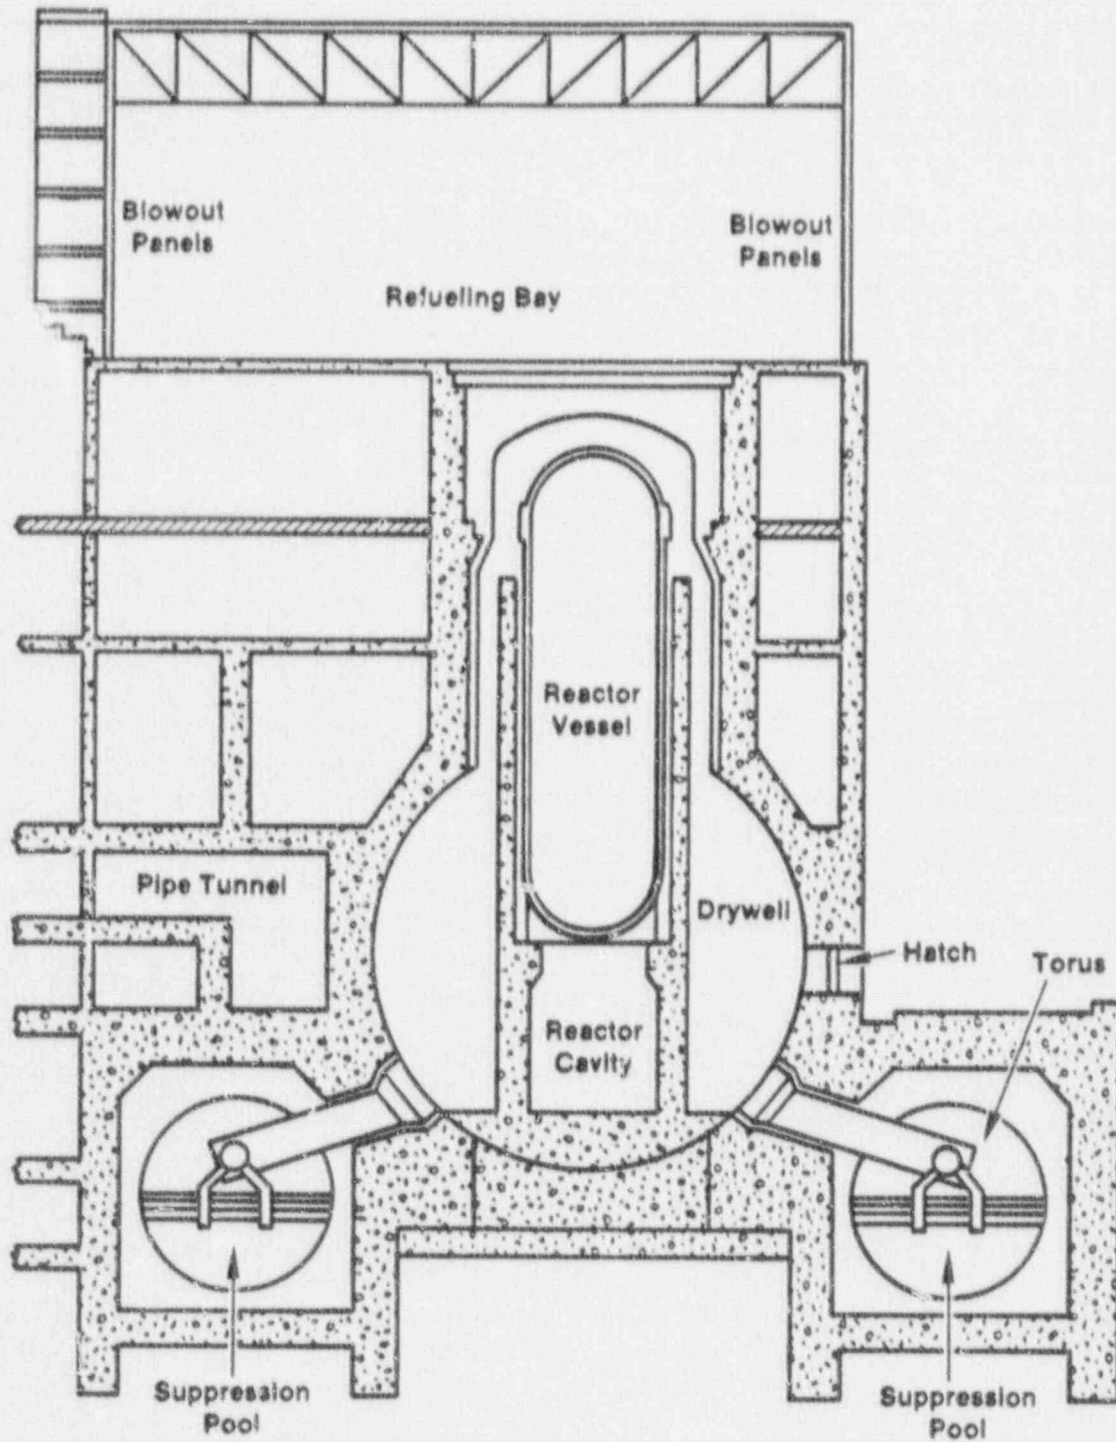 Blowout
Panels
Blowout
Panels
Refueling Bay
Reactor
Vessel
Pipe Tunnel
Drywell
Hatch
Torus
Reactor
Cavity
Suppression
Pool
Suppression
Pool